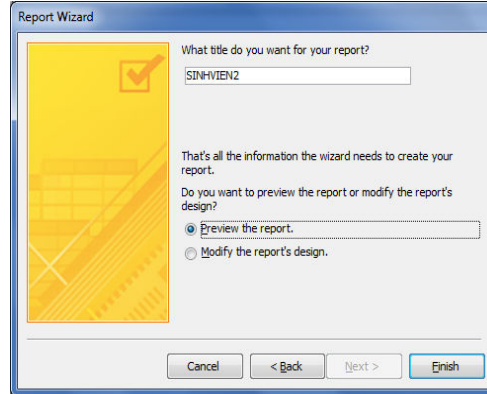 Report Wizard
What title do you want for your report?
SINHVIEN2
That's all the information the wizard needs to create your
report.
Do you want to preview the report or modify the report's
design?
Preview the report.
Modify the report's design.
Cancel
< Back
Next >
Finish